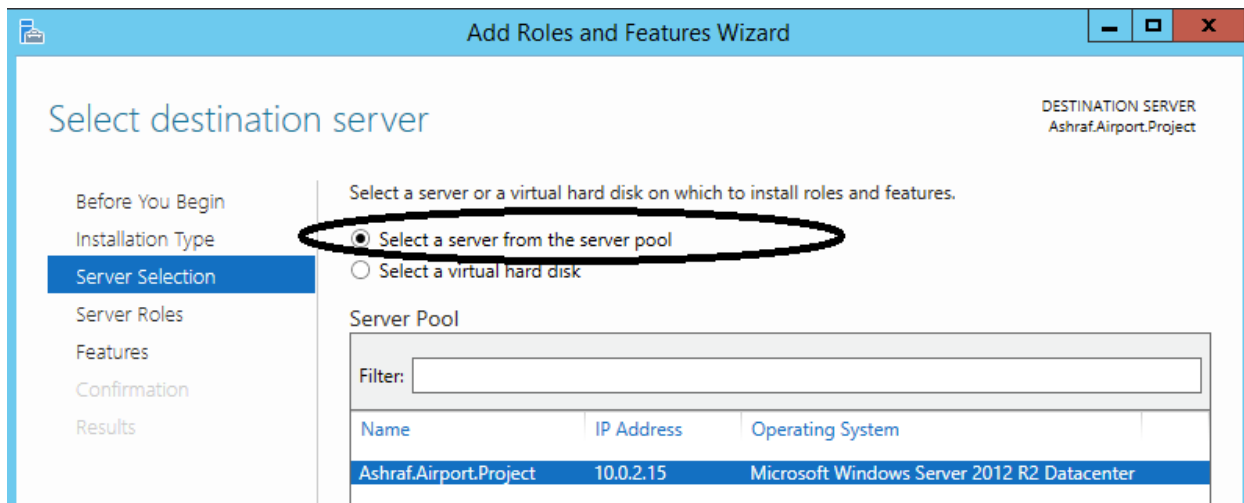 Add Roles and Features Wizard
Select destination server
DESTINATION SERVER
Ashraf.Airport.Project
Before You Begin
Installation Type
Server Selection
Server Roles
Features
Confirmation
Results
Select a server or a virtual hard disk on which to install roles and features.
Select a server from the server pool
Select a virtual hard disk
Server Pool
Filter:
Name IP Address Operating System
Ashraf.Airport.Project 10.0.2.15 Microsoft Windows Server 2012 R2 Datacenter